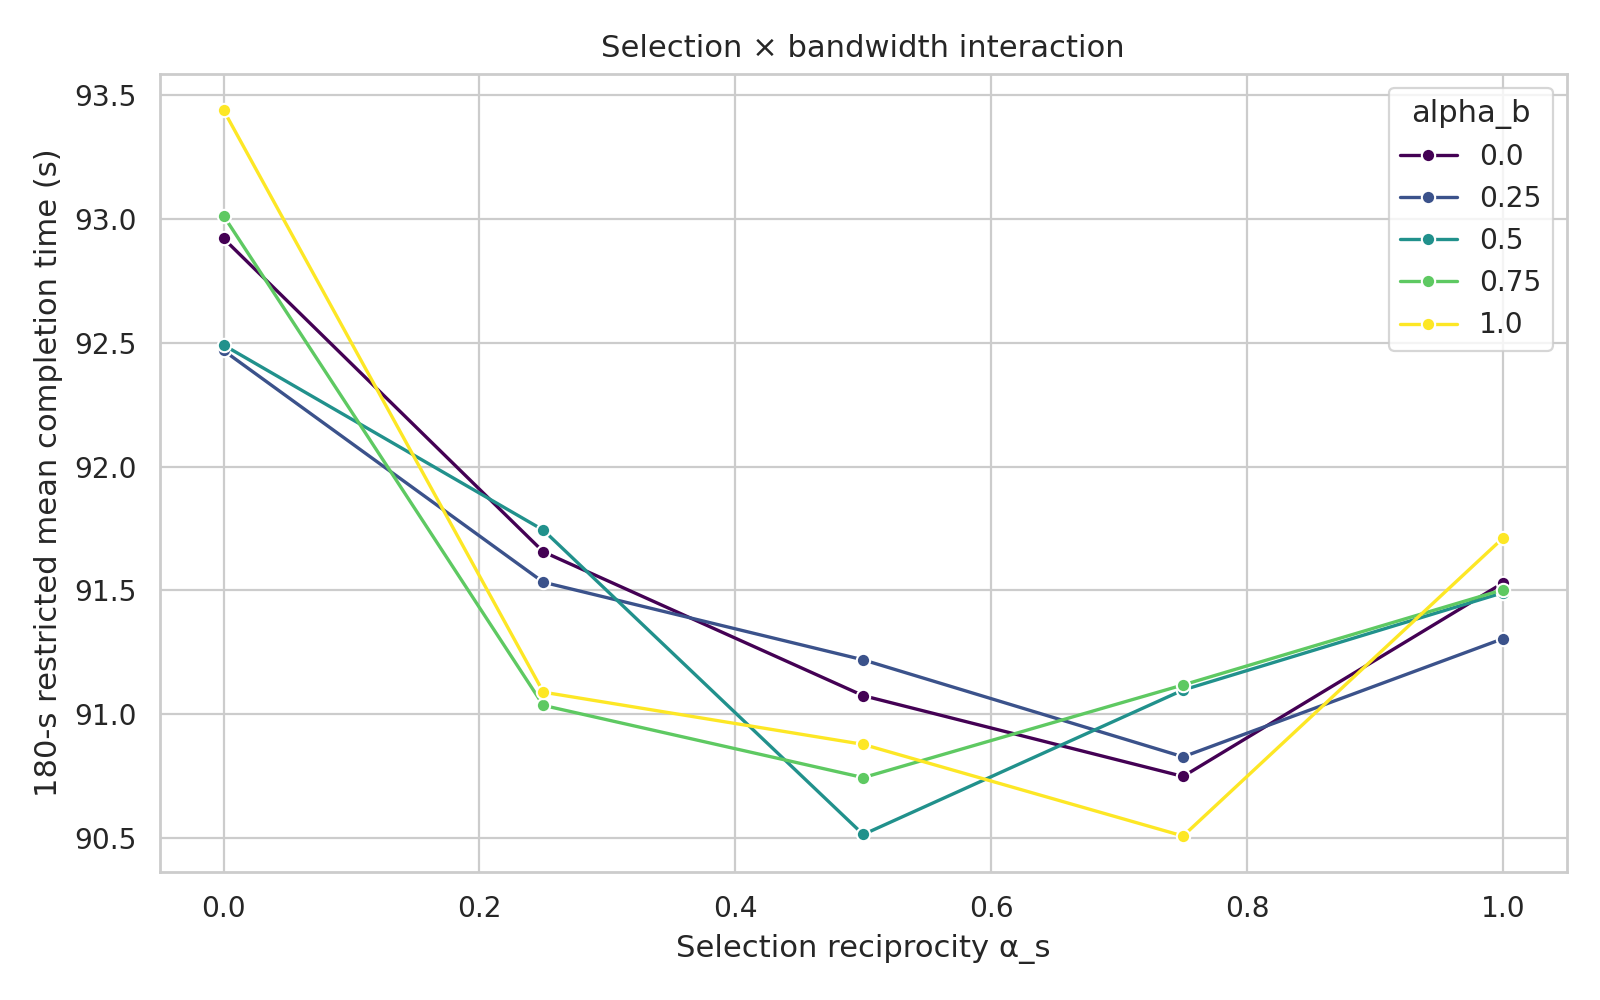 Selection × bandwidth interaction
180-s restricted mean completion time (s)
93.5
93.0
92.5
92.0
91.5
91.0
90.5
alpha_b
0.0
0.25
0.5
0.75
1.0
0.0 0.2 0.4 0.6 0.8 1.0
Selection reciprocity α_s